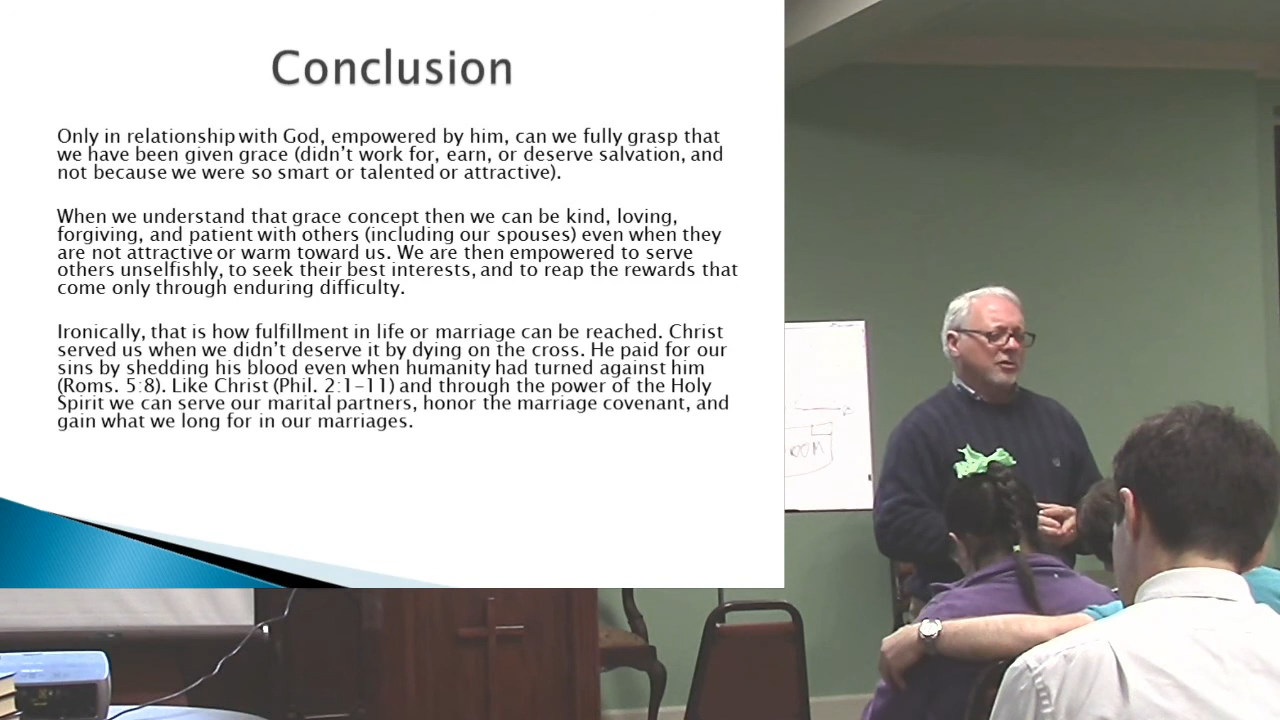 Conclusion
Only in relationship with God, empowered by him, can we fully grasp that
we have been given grace (didn't work for, earn, or deserve salvation, and
not because we were so smart or talented or attractive).
When we understand that grace concept then we can be kind, loving,
forgiving, and patient with others (including our spouses) even when they
are not attractive or warm toward us. We are then empowered to serve
others unselfishly, to seek their best interests, and to reap the rewards that
come only through enduring difficulty.
Ironically, that is how fulfillment in life or marriage can be reached. Christ
served us when we didn't deserve it by dying on the cross. He paid for our
sins by shedding his blood even when humanity had turned against him
(Roms. 5:8). Like Christ (Phil. 2:1-11) and through the power of the Holy
Spirit we can serve our marital partners, honor the marriage covenant, and
gain what we long for in our marriages.